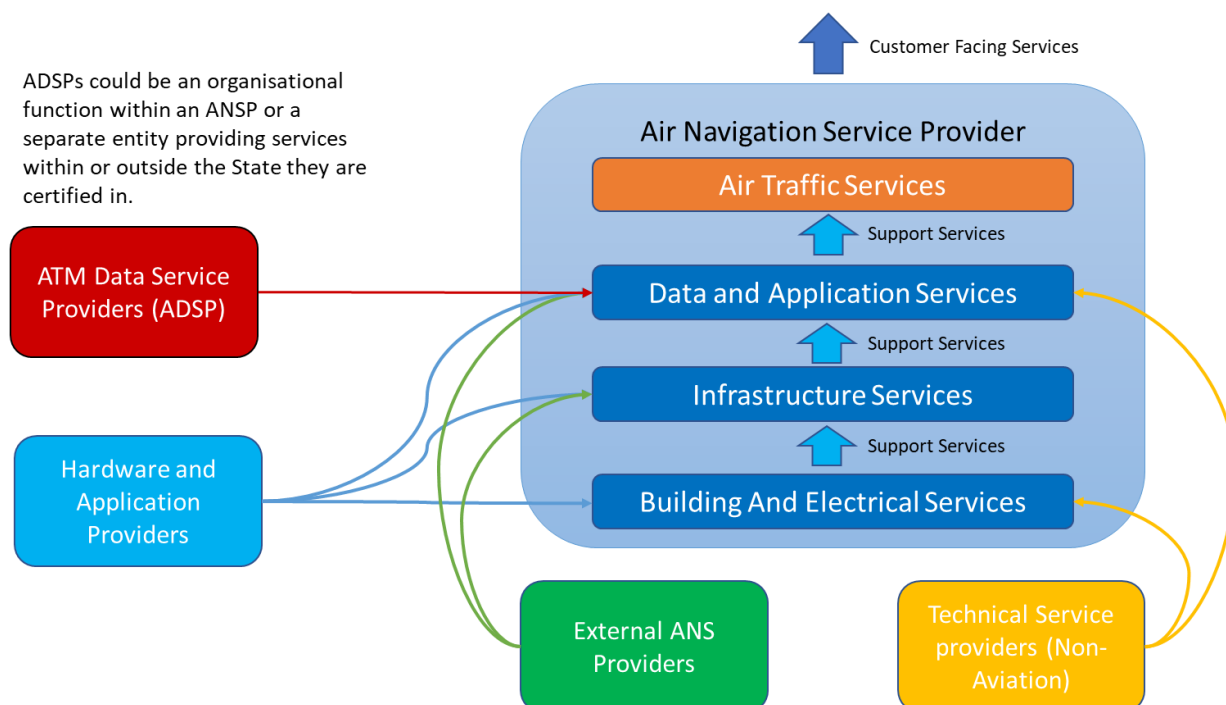 Customer Facing Services
ADSPs could be an organisational
function within an ANSP or a
separate entity providing services
within or outside the State they are
certified in.
Air Navigation Service Provider
Air Traffic Services
Support Services
ATM Data Service
Providers (ADSP)
Data and Application Services
Support Services
Infrastructure Services
Support Services
Hardware and
Application
Providers
Building And Electrical Services
External ANS
Providers
Technical Service
providers (Non-
Aviation)